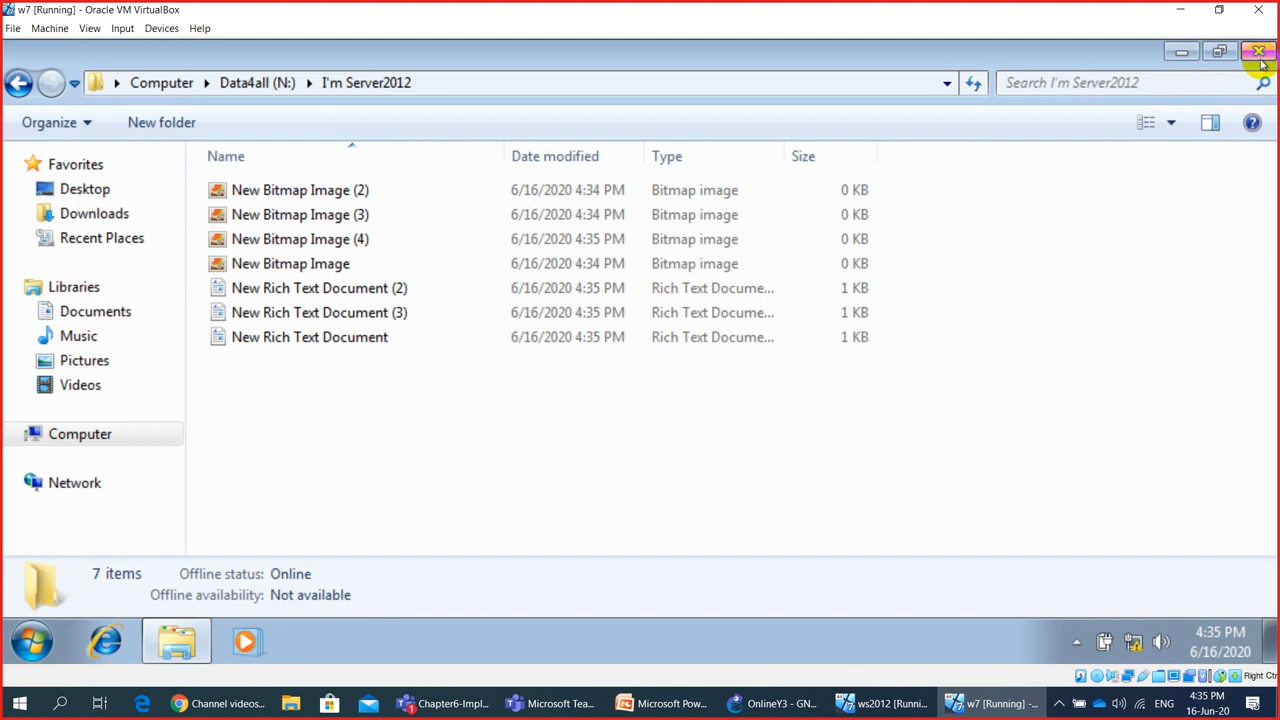 w7 [Running] - Oracle VM VirtualBox
File Machine View Input Devices Help
Computer Data4all (N:) I'm Server2012
Search I'm Server2012
Organize New folder
Name Date modified Type Size
Favorites
Desktop
Downloads
Recent Places
Libraries
Documents
Music
Pictures
Videos
Computer
Network
New Bitmap Image (2) 6/16/2020 4:34 PM Bitmap image 0 KB
New Bitmap Image (3) 6/16/2020 4:34 PM Bitmap image 0 KB
New Bitmap Image (4) 6/16/2020 4:35 PM Bitmap image 0 KB
New Bitmap Image 6/16/2020 4:34 PM Bitmap image 0 KB
New Rich Text Document (2) 6/16/2020 4:35 PM Rich Text Docume... 1 KB
New Rich Text Document (3) 6/16/2020 4:35 PM Rich Text Docume... 1 KB
New Rich Text Document 6/16/2020 4:35 PM Rich Text Docume... 1 KB
7 items Offline status: Online
Offline availability: Not available
4:35 PM
6/16/2020
Right Ctr
Channel videos...
Chapter6-Impl...
Microsoft Tea...
Microsoft Pow...
OnlineY3 - GN...
ws2012 [Runni...
w7 [Running] -...
ENG
4:35 PM
16-Jun-20